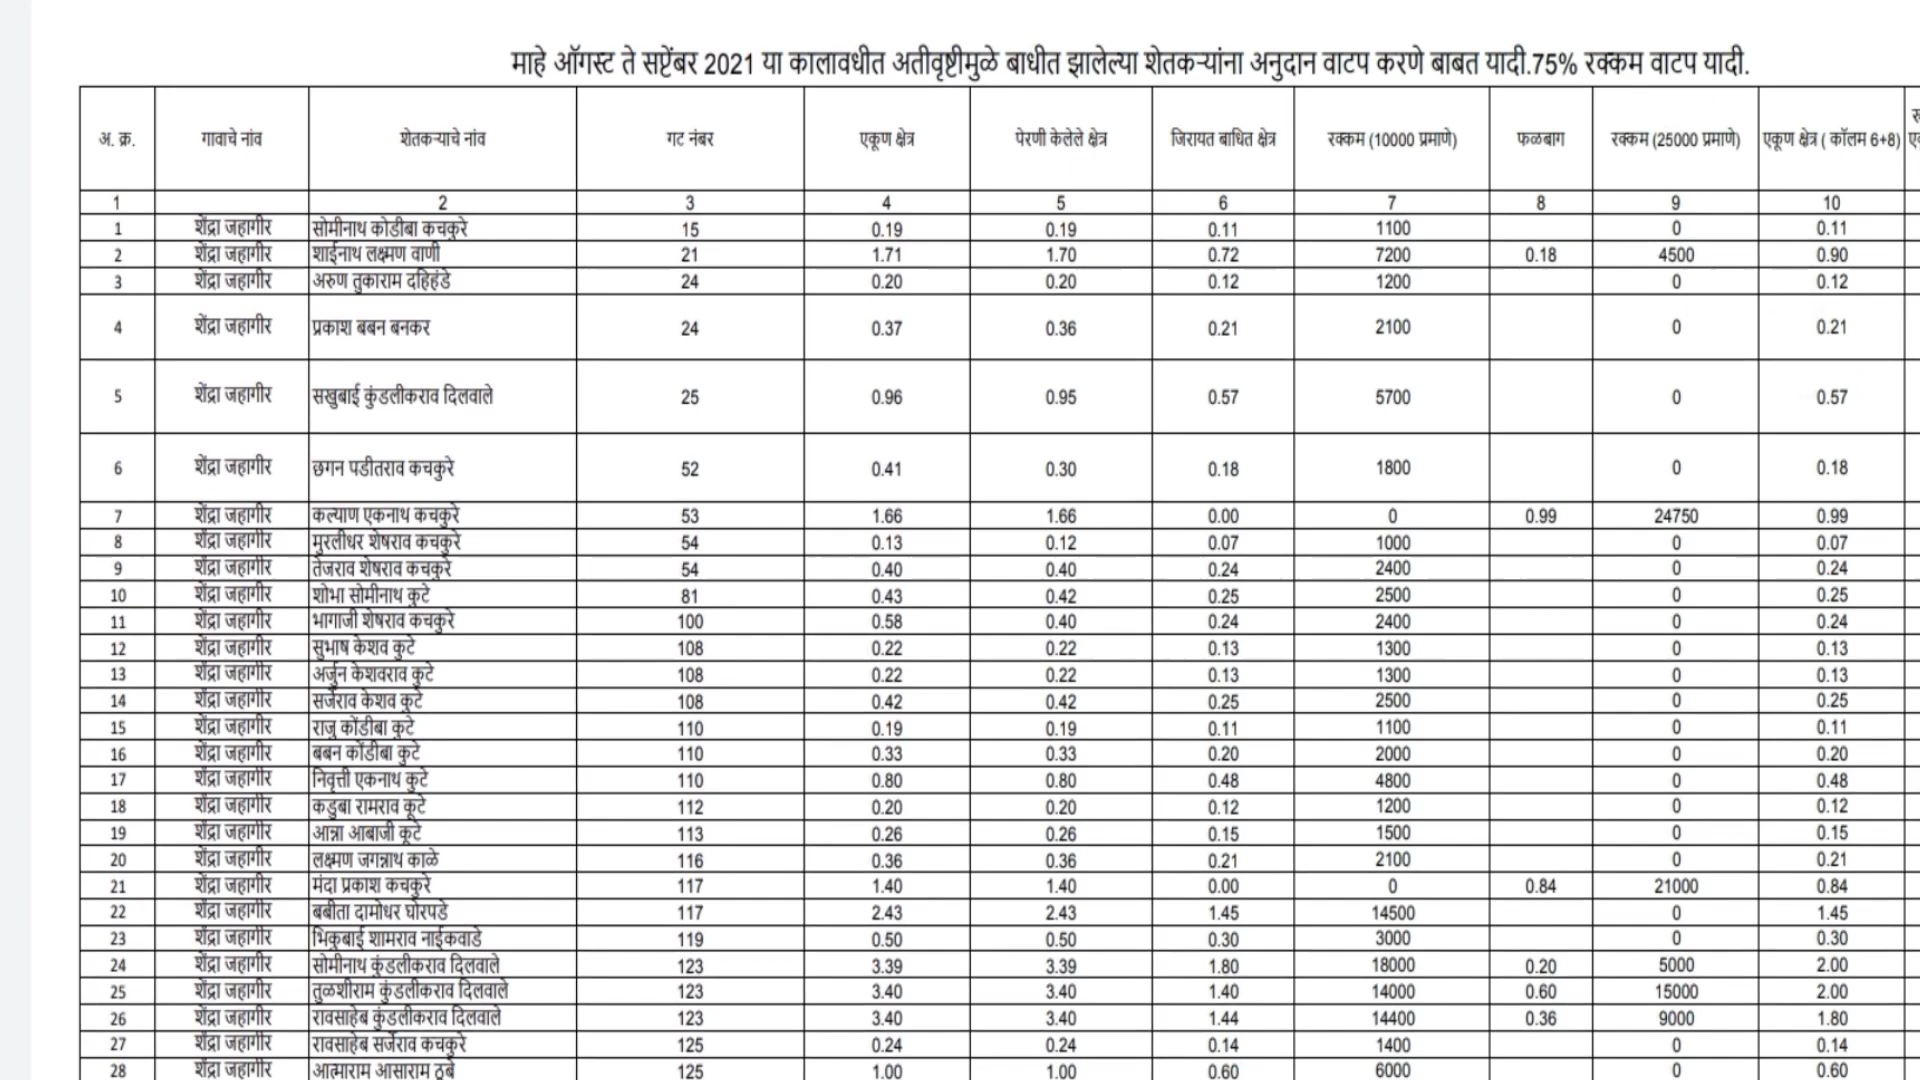 माहे ऑगस्ट ते सप्टेंबर 2021 या कालावधीत अतीवृष्टीमुळे बाधीत झालेल्या शेतकऱ्यांना अनुदान वाटप करणे बाबत यादी.75% रक्कम वाटप यादी.
अ. क्र. गावाचे नांव शेतकऱ्याचे नांव गट नंबर एकूण क्षेत्र पेरणी केलेले क्षेत्र जिरायत बाधित क्षेत्र रक्कम (10000 प्रमाणे) फळबाग रक्कम (25000 प्रमाणे) एकूण क्षेत्र ( कॉलम 6+8)
1 2 3 4 5 6 7 8 9 10
1 शेंद्रा जहागीर सोमीनाथ कोडीबा कचकुरे 15 0.19 0.19 0.11 1100 0 0.11
2 शेंद्रा जहागीर शाईनाथ लक्ष्मण वाणी 21 1.71 1.70 0.72 7200 0.18 4500 0.90
3 शेंद्रा जहागीर अरुण तुकाराम दहिहंडे 24 0.20 0.20 0.12 1200 0 0.12
4 शेंद्रा जहागीर प्रकाश बबन बनकर 24 0.37 0.36 0.21 2100 0 0.21
5 शेंद्रा जहागीर सखुबाई कुंडलीकराव दिलवाले 25 0.96 0.95 0.57 5700 0 0.57
6 शेंद्रा जहागीर छगन पडीतराव कचकुरे 52 0.41 0.30 0.18 1800 0 0.18
7 शेंद्रा जहागीर कल्याण एकनाथ कचकुरे 53 1.66 1.66 0.00 0 0.99 24750 0.99
8 शेंद्रा जहागीर मुरलीधर शेषराव कचकुरे 54 0.13 0.12 0.07 1000 0 0.07
9 शेंद्रा जहागीर तेजराव शेषराव कचकुरे 54 0.40 0.40 0.24 2400 0 0.24
10 शेंद्रा जहागीर शोभा सोमीनाथ कुटे 81 0.43 0.42 0.25 2500 0 0.25
11 शेंद्रा जहागीर भागाजी शेषराव कचकुरे 100 0.58 0.40 0.24 2400 0 0.24
12 शेंद्रा जहागीर सुभाष केशव कुटे 108 0.22 0.22 0.13 1300 0 0.13
13 शेंद्रा जहागीर अर्जुन केशवराव कुटे 108 0.22 0.22 0.13 1300 0 0.13
14 शेंद्रा जहागीर सर्जेराव केशव कुटे 108 0.42 0.42 0.25 2500 0 0.25
15 शेंद्रा जहागीर राजु कोंडीबा कुटे 110 0.19 0.19 0.11 1100 0 0.11
16 शेंद्रा जहागीर बबन कोंडीबा कुटे 110 0.33 0.33 0.20 2000 0 0.20
17 शेंद्रा जहागीर निवृत्ती एकनाथ कुटे 110 0.80 0.80 0.48 4800 0 0.48
18 शेंद्रा जहागीर कडुबा रामराव कूटे 112 0.20 0.20 0.12 1200 0 0.12
19 शेंद्रा जहागीर आन्ना आबाजी कूटे 113 0.26 0.26 0.15 1500 0 0.15
20 शेंद्रा जहागीर लक्ष्मण जगन्नाथ काळे 116 0.36 0.36 0.21 2100 0 0.21
21 शेंद्रा जहागीर मंदा प्रकाश कचकुरे 117 1.40 1.40 0.00 0 0.84 21000 0.84
22 शेंद्रा जहागीर बबीता दामोधर घोरपडे 117 2.43 2.43 1.45 14500 0 1.45
23 शेंद्रा जहागीर भिकुबाई शामराव नाईकवाडे 119 0.50 0.50 0.30 3000 0 0.30
24 शेंद्रा जहागीर सोमीनाथ कुंडलीकराव दिलवाले 123 3.39 3.39 1.80 18000 0.20 5000 2.00
25 शेंद्रा जहागीर तुळशीराम कुंडलीकराव दिलवाले 123 3.40 3.40 1.40 14000 0.60 15000 2.00
26 शेंद्रा जहागीर रावसाहेब कुंडलीकराव दिलवाले 123 3.40 3.40 1.44 14400 0.36 9000 1.80
27 शेंद्रा जहागीर रावसाहेब सर्जेराव कचकुरे 125 0.24 0.24 0.14 1400 0 0.14
28 शेंद्रा जहागीर आत्माराम आसाराम ठुबे 125 1.00 1.00 0.60 6000 0 0.60